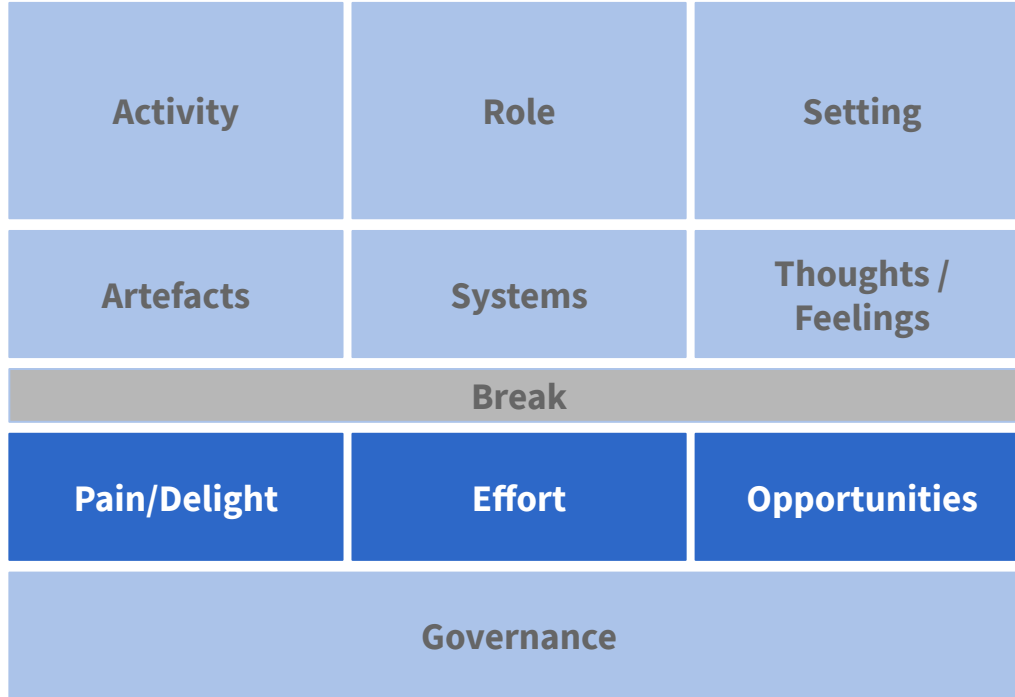 Activity
Role
Setting
Artefacts
Systems
Thoughts /
Feelings
Break
Pain/Delight
Effort
Opportunities
Governance